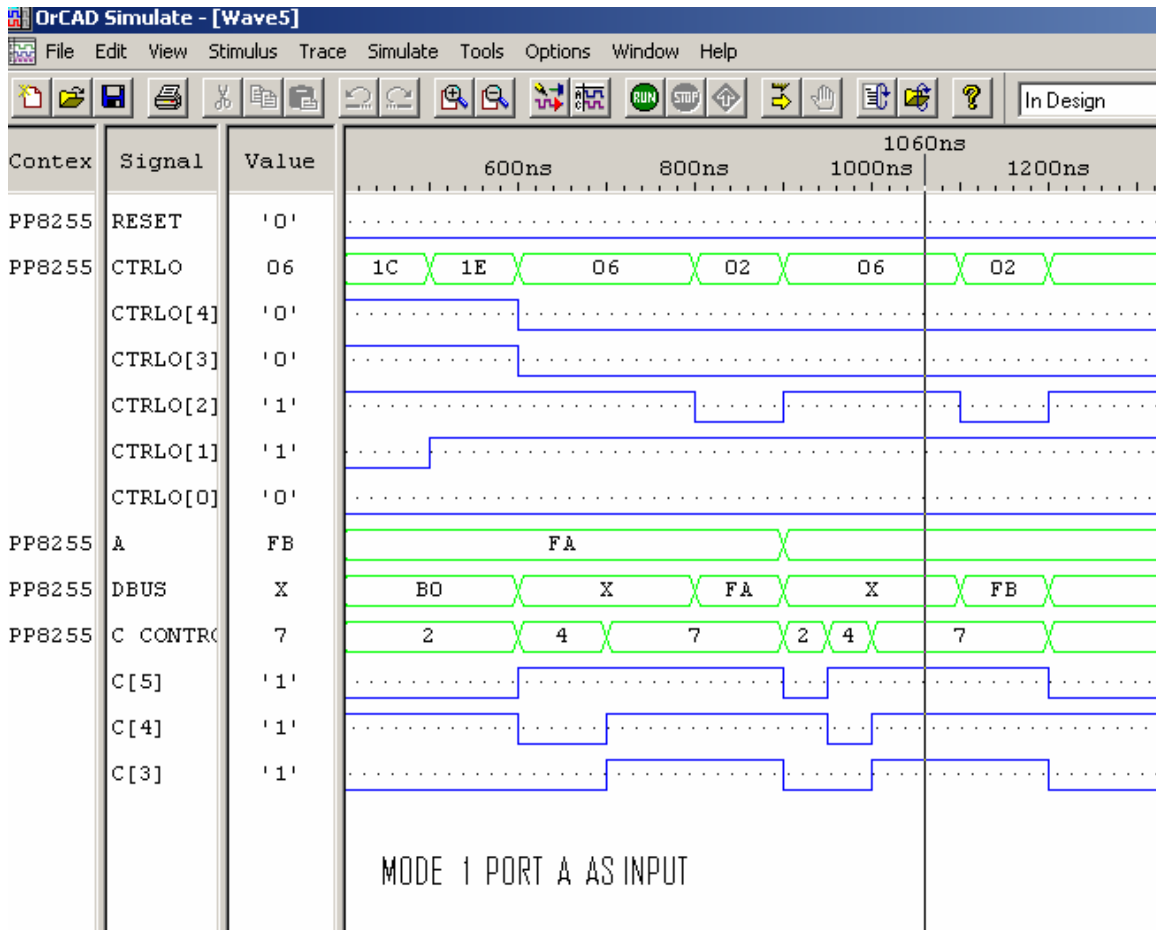 OrCAD Simulate - [Wave5]
File Edit View Stimulus Trace Simulate Tools Options Window Help
RUN STOP In Design
Contex Signal Value 1060ns
600ns 800ns 1000ns 1200ns
PP8255 RESET '0'
PP8255 CTRLO 06 1C 1E 06 02 06 02
CTRLO[4] '0'
CTRLO[3] '0'
CTRLO[2] '1'
CTRLO[1] '1'
CTRLO[0] '0'
PP8255 A FB FA
PP8255 DBUS X B0 X FA X FB
PP8255 C CONTRO 7 2 4 7 2 4 7
C[5] '1'
C[4] '1'
C[3] '1'
MODE 1 PORT A AS INPUT